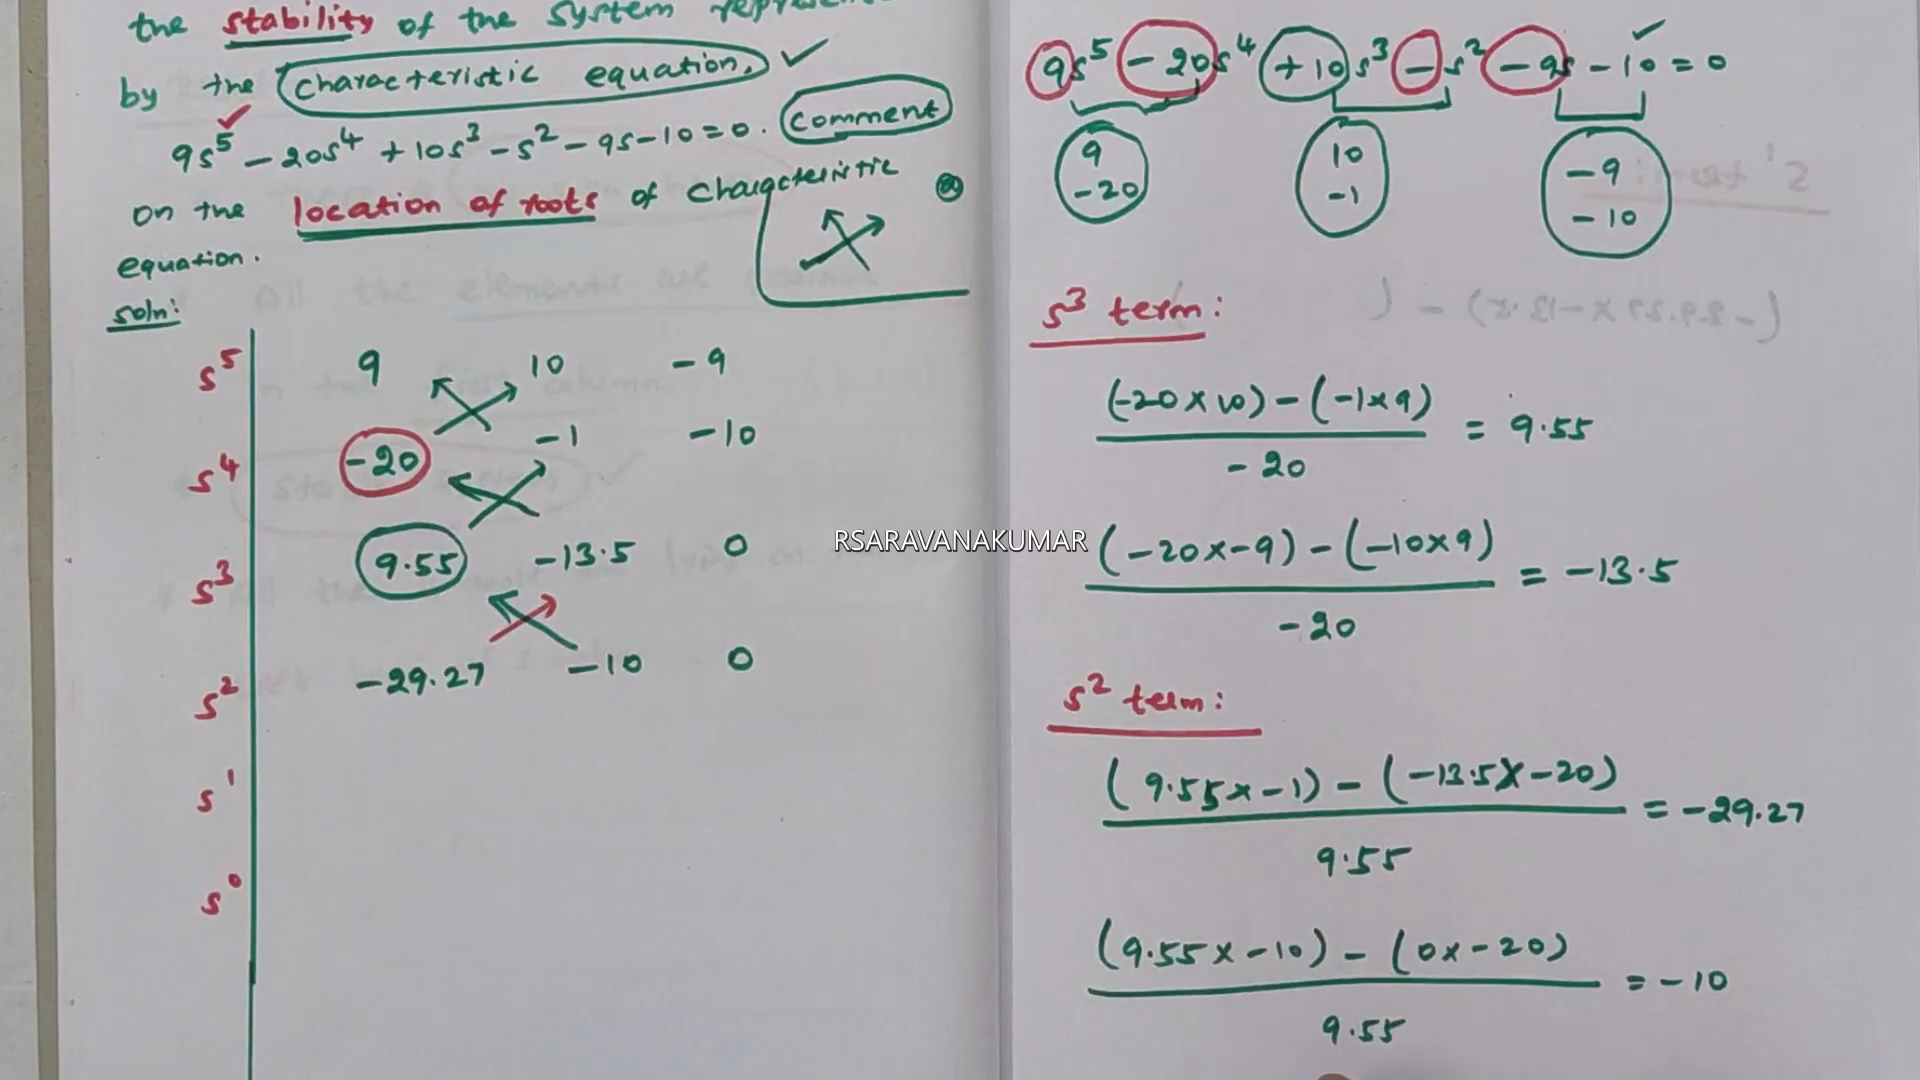 the stability of the system
by the characteristic equation,
9s⁵ - 20s⁴ + 10s³ - s² - 9s - 10 = 0. comment
on the location of roots of characteristic
equation.
soln:
s⁵ 9 10 -9
s⁴ -20 -1 -10
s³ 9.55 -13.5 0
s² -29.27 -10 0
s¹
s⁰
9s⁵ - 20s⁴ + 10s³ - s² - 9s - 10 = 0
9 10 -9
-20 -1 -10
s³ term:
(-20 x 10) - (-1 x 9)
= 9.55
-20
(-20 x -9) - (-10 x 9)
= -13.5
-20
s² term:
(9.55 x -1) - (-13.5 x -20)
= -29.27
9.55
(9.55 x -10) - (0 x -20)
= -10
9.55
RSARAVANAKUMAR